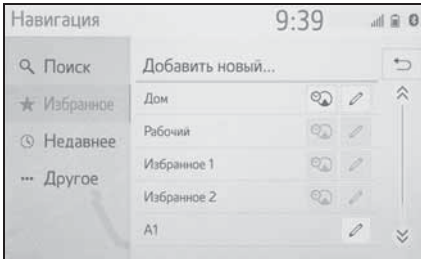 Навигация 9:39
Поиск
Избранное
Недавнее
Другое
Добавить новый...
Дом
Рабочий
Избранное 1
Избранное 2
A1